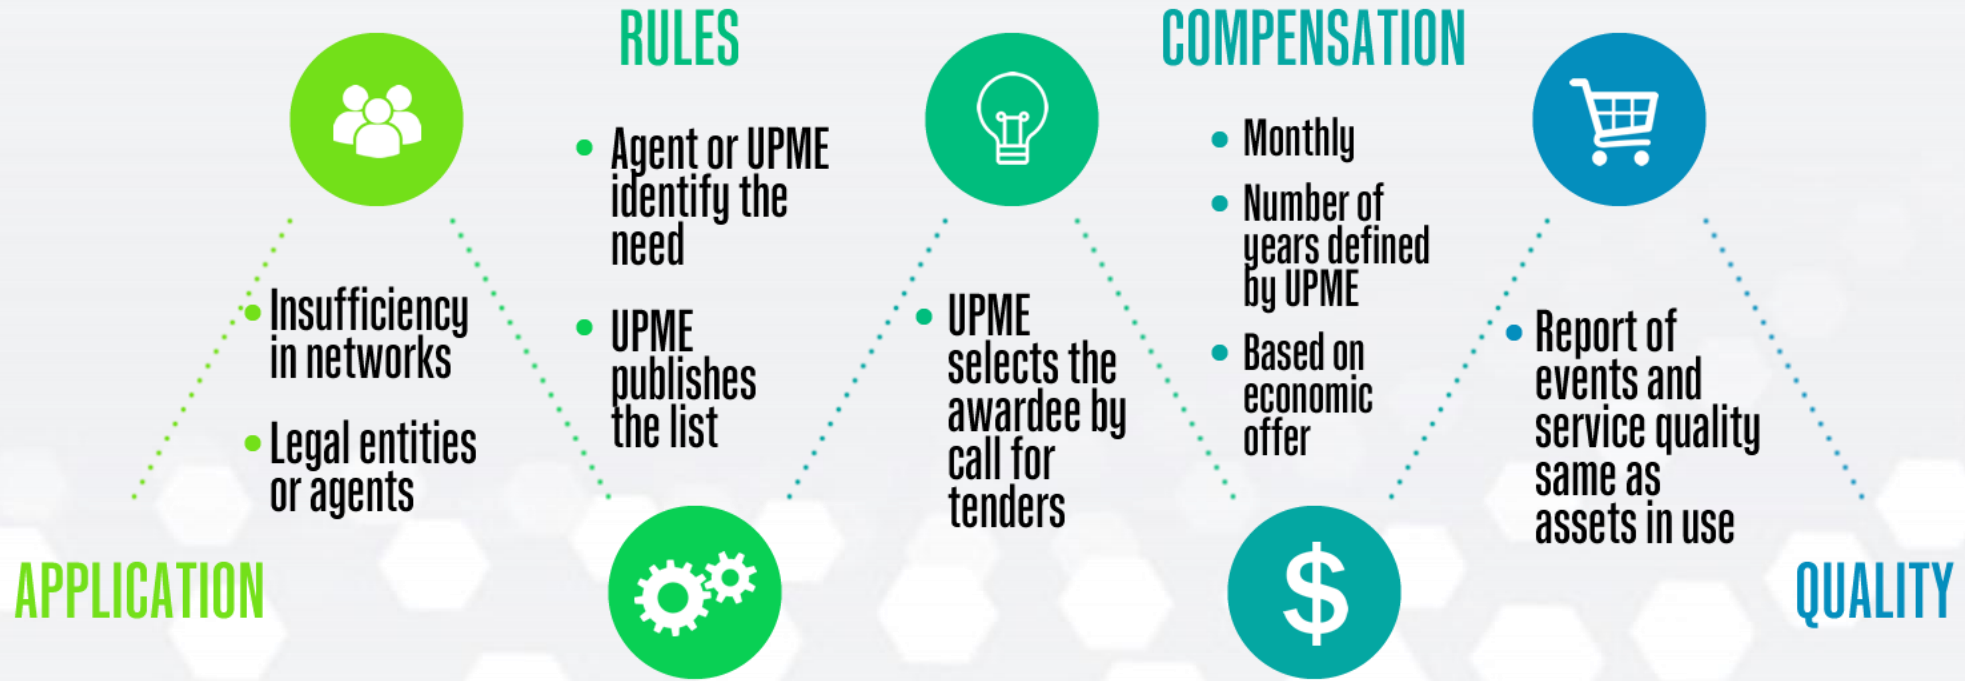 APPLICATION
Insufficiency
in networks
Legal entities
or agents
RULES
Agent or UPME
identify the
need
UPME
publishes
the list
UPME
selects the
awardee by
call for
tenders
COMPENSATION
Monthly
Number of
years defined
by UPME
Based on
economic
offer
$
Report of
events and
service quality
same as
assets in use
QUALITY